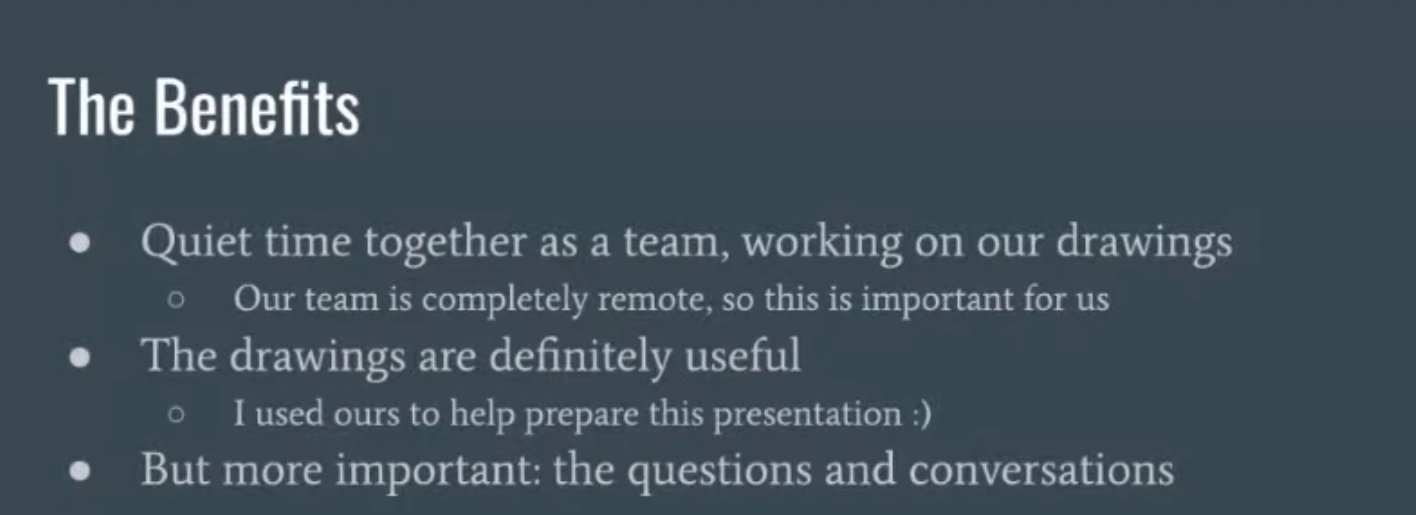 The Benefits
● Quiet time together as a team, working on our drawings
○ Our team is completely remote, so this is important for us
● The drawings are definitely useful
○ I used ours to help prepare this presentation :)
● But more important: the questions and conversations